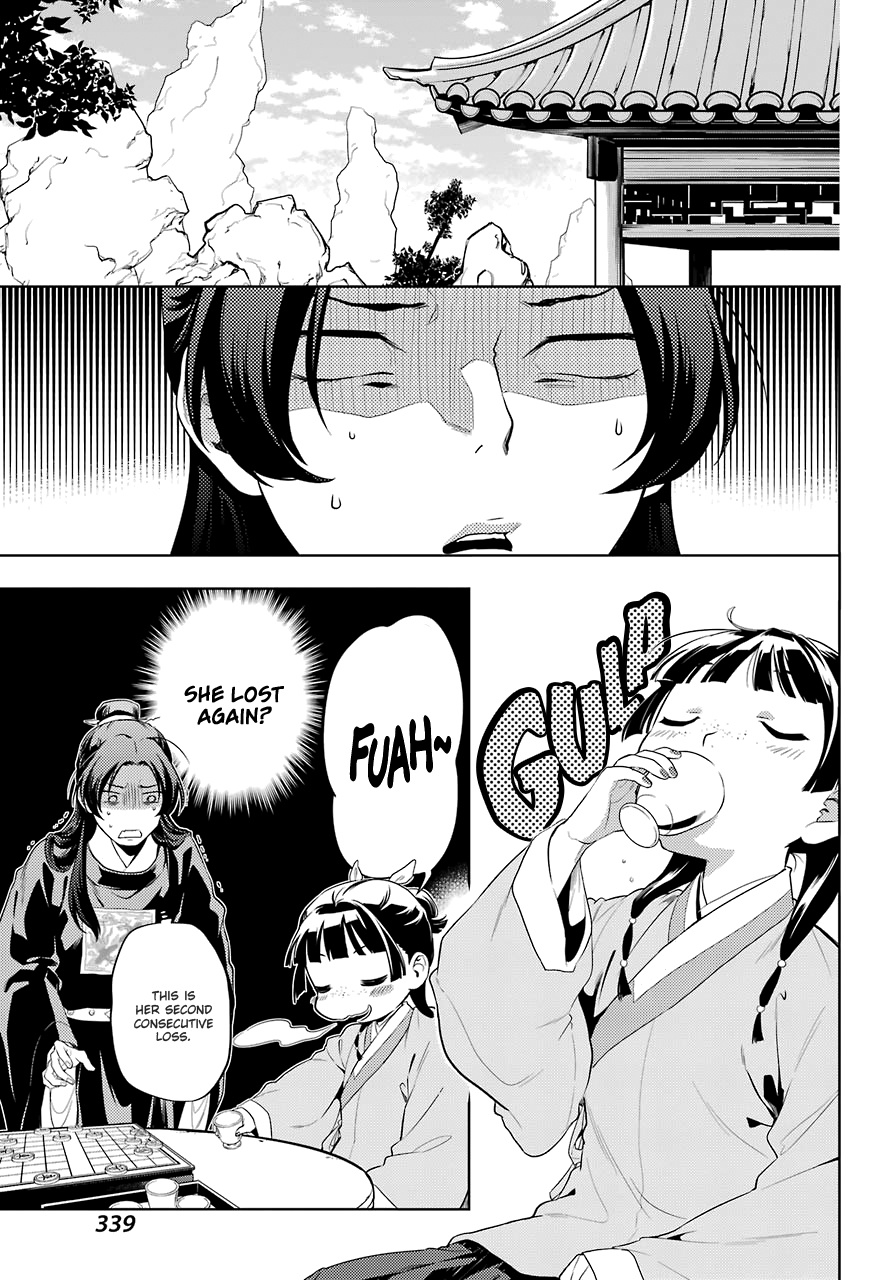 GULP
FUAH~
SHE LOST
AGAIN?
THIS IS
HER SECOND
CONSECUTIVE
LOSS.
339